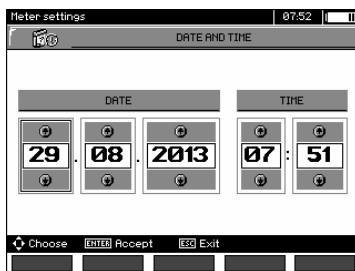 Meter settings 07:52
DATE AND TIME
DATE TIME
29 . 08 . 2013 07 : 51
Choose ENTER Accept ESC Exit